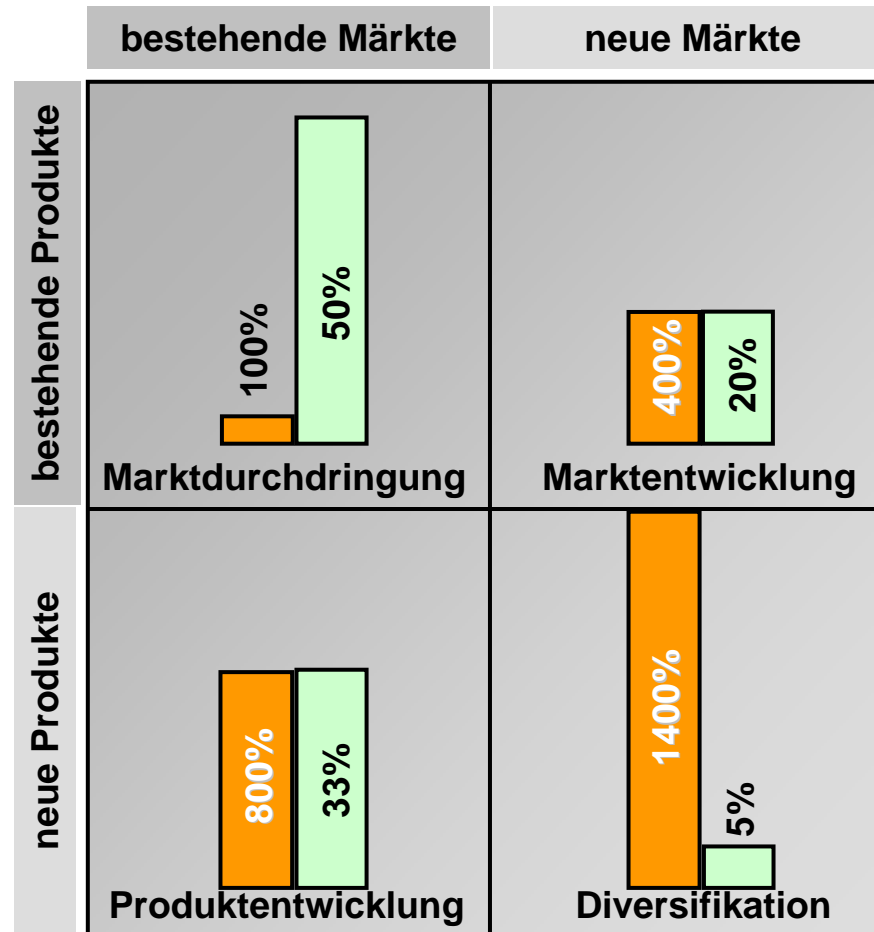 bestehende Märkte
neue Märkte
bestehende Produkte
100%
50%
Marktdurchdringung
400%
20%
Marktentwicklung
neue Produkte
800%
33%
Produktentwicklung
1400%
5%
Diversifikation